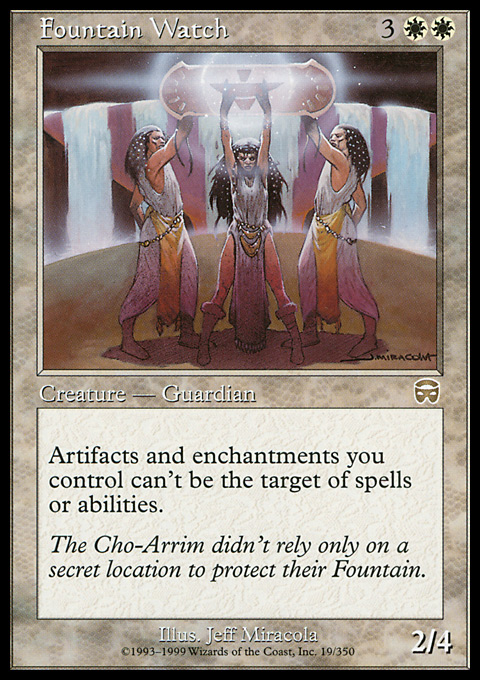 Fountain Watch 3
J. MIRACOLA
Creature — Guardian
Artifacts and enchantments you
control can't be the target of spells
or abilities.
The Cho-Arrim didn't rely only on a
secret location to protect their Fountain.
Illus. Jeff Miracola
2/4
©1993–1999 Wizards of the Coast, Inc. 19/350